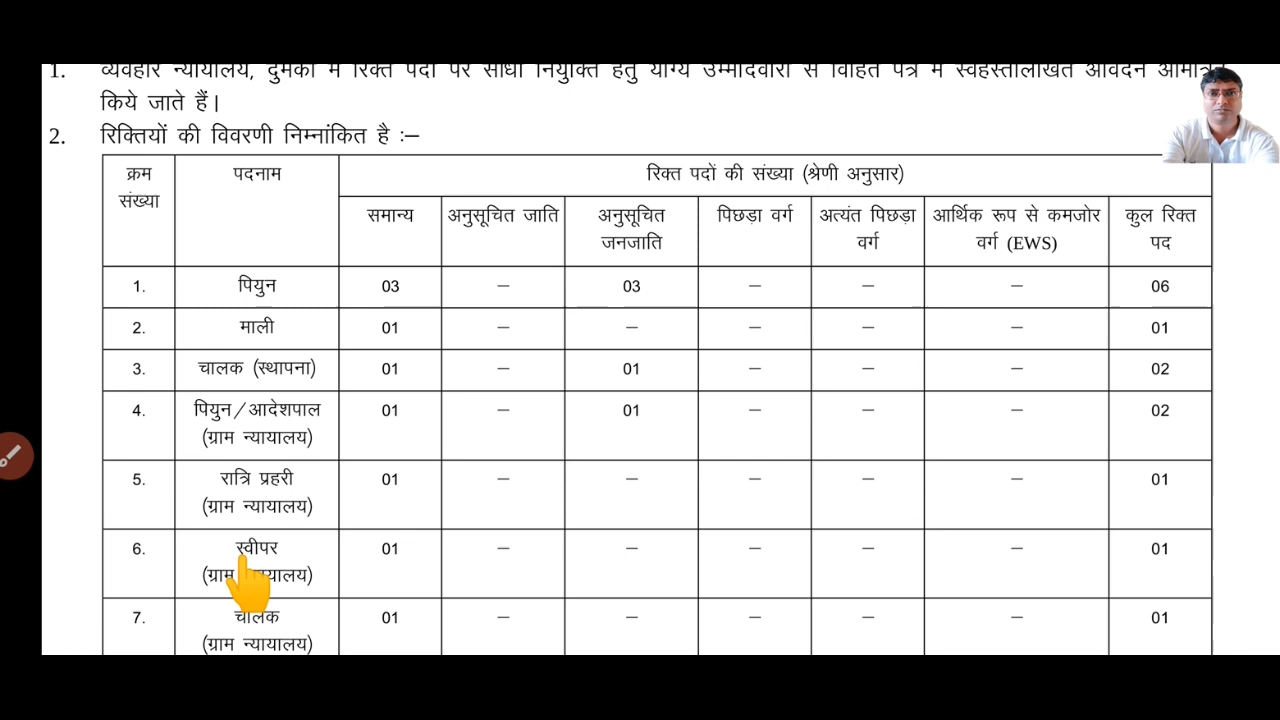 1. व्यवहार न्यायालय, दुमका में रिक्त पदों पर सीधी नियुक्ति हेतु योग्य उम्मीदवारों से विहित पत्र में स्वहस्तलिखित आवेदन
किये जाते हैं।
2. रिक्तियों की विवरणी निम्नांकित है :–
क्रम संख्या पदनाम रिक्त पदों की संख्या (श्रेणी अनुसार)
समान्य अनुसूचित जाति अनुसूचित जनजाति पिछड़ा वर्ग अत्यंत पिछड़ा वर्ग आर्थिक रूप से कमजोर वर्ग (EWS) कुल रिक्त पद
1. पियुन 03 – 03 – – – 06
2. माली 01 – – – – – 01
3. चालक (स्थापना) 01 – 01 – – – 02
4. पियुन/आदेशपाल 01 – 01 – – – 02
(ग्राम न्यायालय)
5. रात्रि प्रहरी 01 – – – – – 01
(ग्राम न्यायालय)
6. स्वीपर 01 – – – – – 01
(ग्राम न्यायालय)
7. चालक 01 – – – – – 01
(ग्राम न्यायालय)